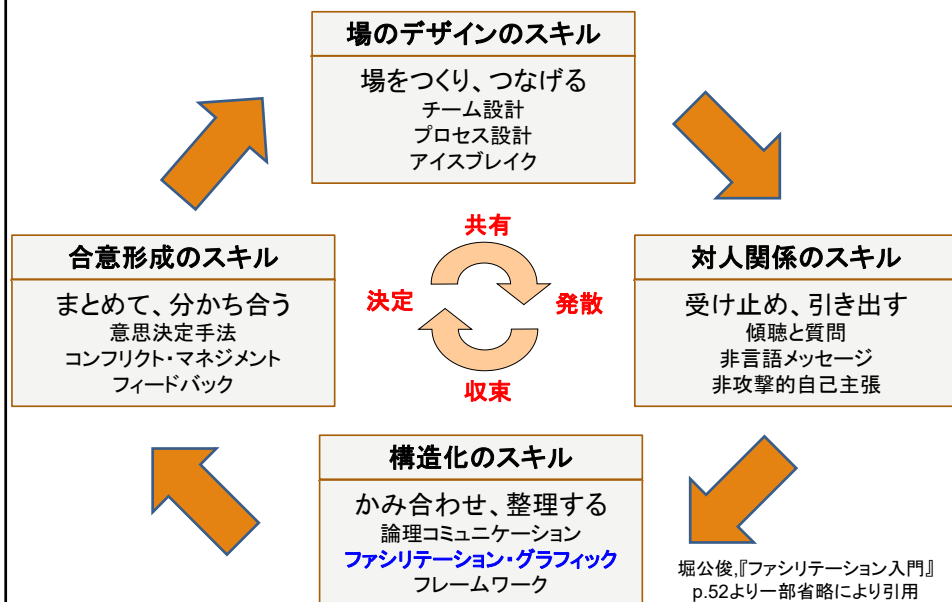 場のデザインのスキル
場をつくり、つなげる
チーム設計
プロセス設計
アイスブレイク
共有
合意形成のスキル
まとめて、分かち合う
意思決定手法
コンフリクト・マネジメント
フィードバック
決定
発散
対人関係のスキル
受け止め、引き出す
傾聴と質問
非言語メッセージ
非攻撃的自己主張
収束
構造化のスキル
かみ合わせ、整理する
論理コミュニケーション
ファシリテーション・グラフィック
フレームワーク
堀公俊,『ファシリテーション入門』
p.52より一部省略により引用